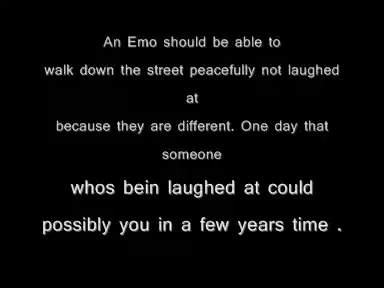 An Emo should be able to
walk down the street peacefully not laughed
at
because they are different. One day that
someone
whos bein laughed at could
possibly you in a few years time .